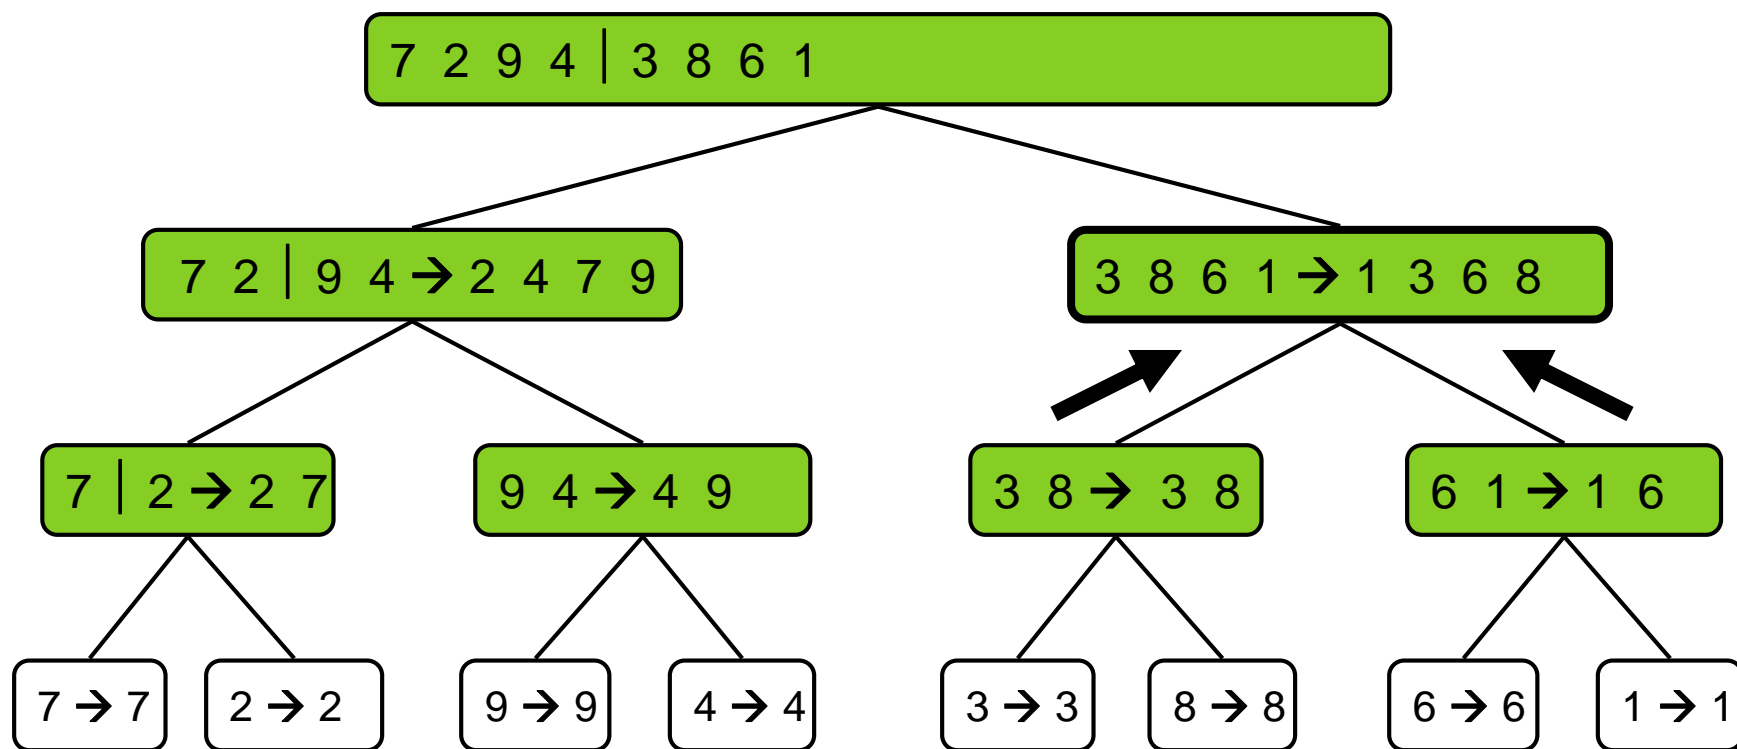 7 2 9 4 | 3 8 6 1
7 2 | 9 4 → 2 4 7 9
3 8 6 1 → 1 3 6 8
7 | 2 → 2 7
9 4 → 4 9
3 8 → 3 8
6 1 → 1 6
7 → 7
2 → 2
9 → 9
4 → 4
3 → 3
8 → 8
6 → 6
1 → 1